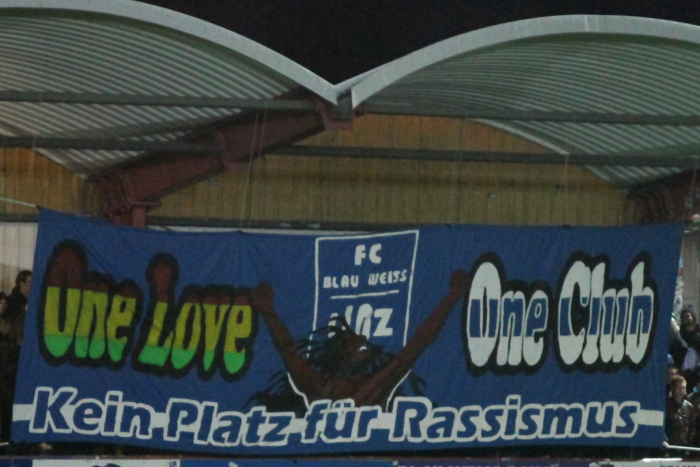 One Love
FC
BLAU WEISS
LINZ
One Club
Kein Platz für Rassismus